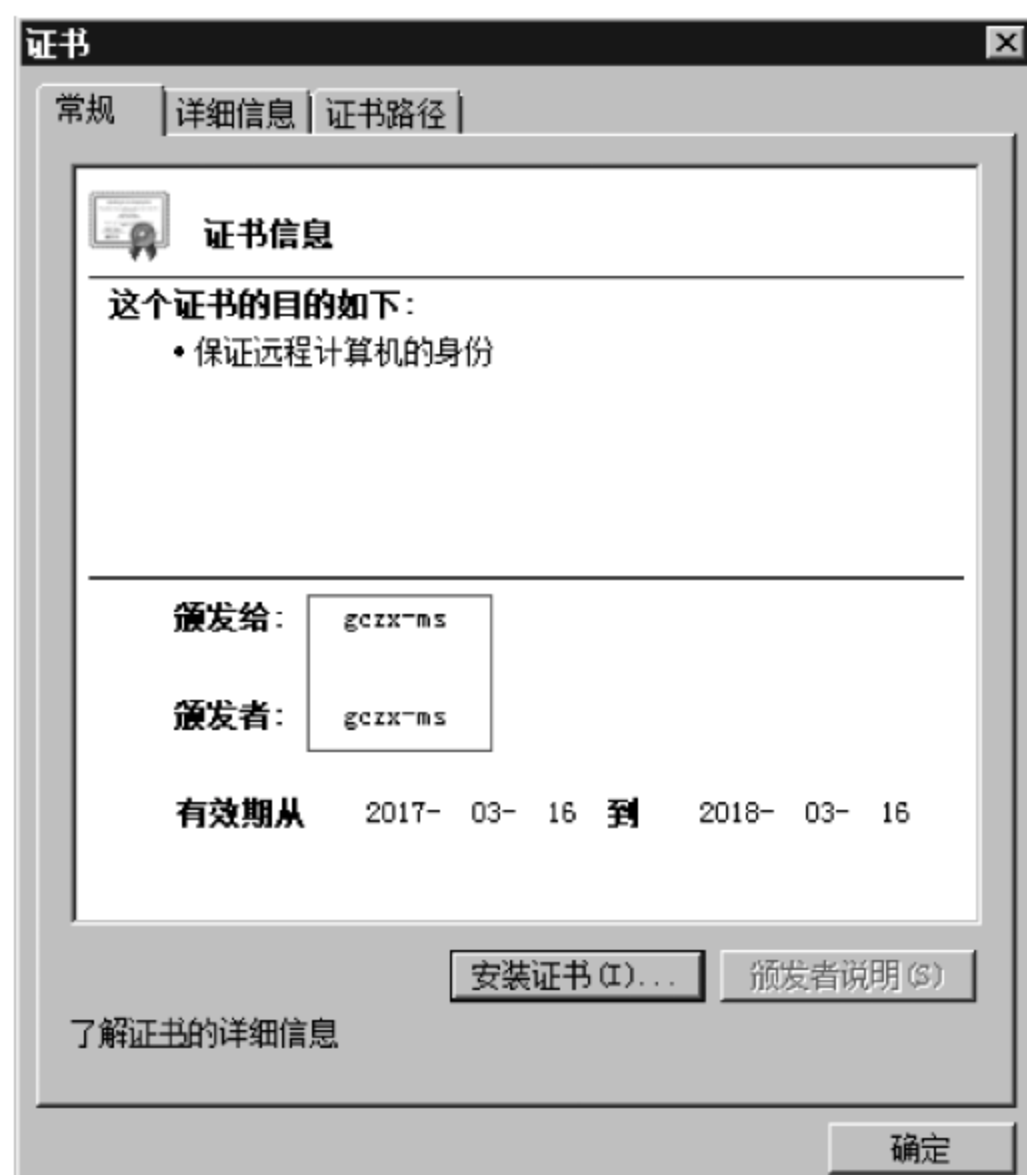 证书
常规 详细信息 证书路径
证书信息
这个证书的目的如下:
•保证远程计算机的身份
颁发给: gczx-ms
颁发者: gczx-ms
有效期从 2017- 03- 16 到 2018- 03- 16
安装证书(I)... 颁发者说明(S)
了解证书的详细信息
确定